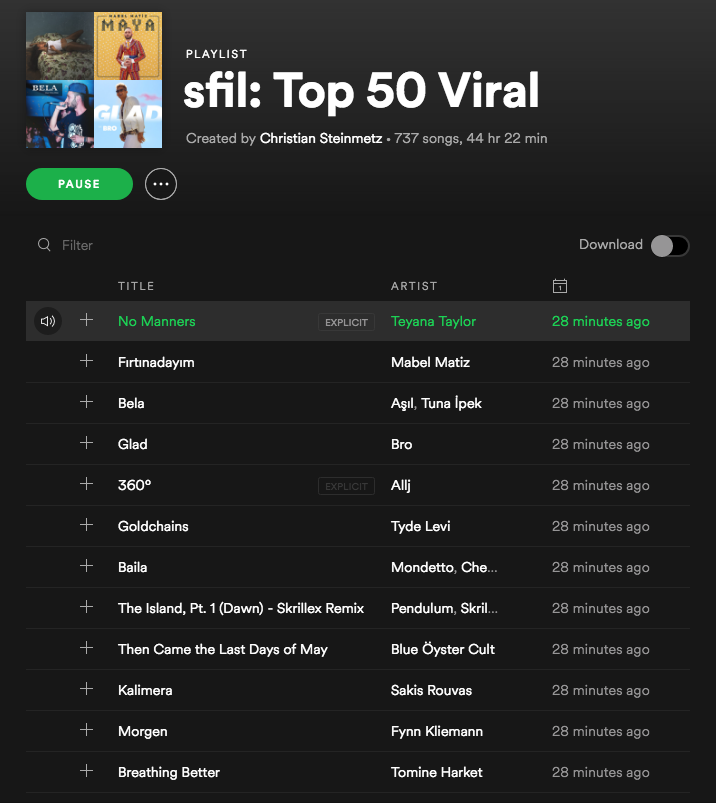 MABEL MATIZ
MAYA
BELA
GLAD
BRO
PLAYLIST
sfil: Top 50 Viral
Created by Christian Steinmetz • 737 songs, 44 hr 22 min
PAUSE
Filter
Download
TITLE ARTIST
No Manners EXPLICIT Teyana Taylor 28 minutes ago
Fırtınadayım Mabel Matiz 28 minutes ago
Bela Aşıl, Tuna İpek 28 minutes ago
Glad Bro 28 minutes ago
360° EXPLICIT Allj 28 minutes ago
Goldchains Tyde Levi 28 minutes ago
Baila Mondetto, Che... 28 minutes ago
The Island, Pt. 1 (Dawn) - Skrillex Remix Pendulum, Skril... 28 minutes ago
Then Came the Last Days of May Blue Öyster Cult 28 minutes ago
Kalimera Sakis Rouvas 28 minutes ago
Morgen Fynn Kliemann 28 minutes ago
Breathing Better Tomine Harket 28 minutes ago